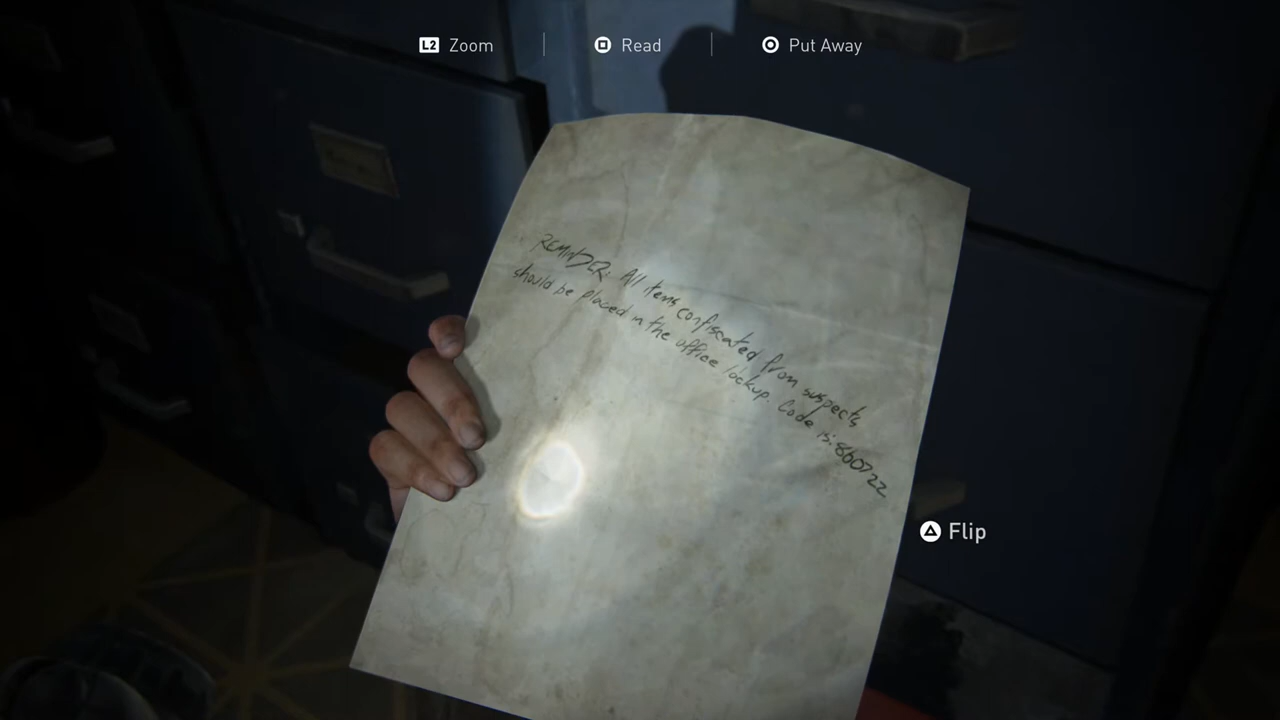 L2 Zoom
Read
Put Away
REMINDER: All items confiscated from suspects
should be placed in the office lockup. Code is: 860722
Flip